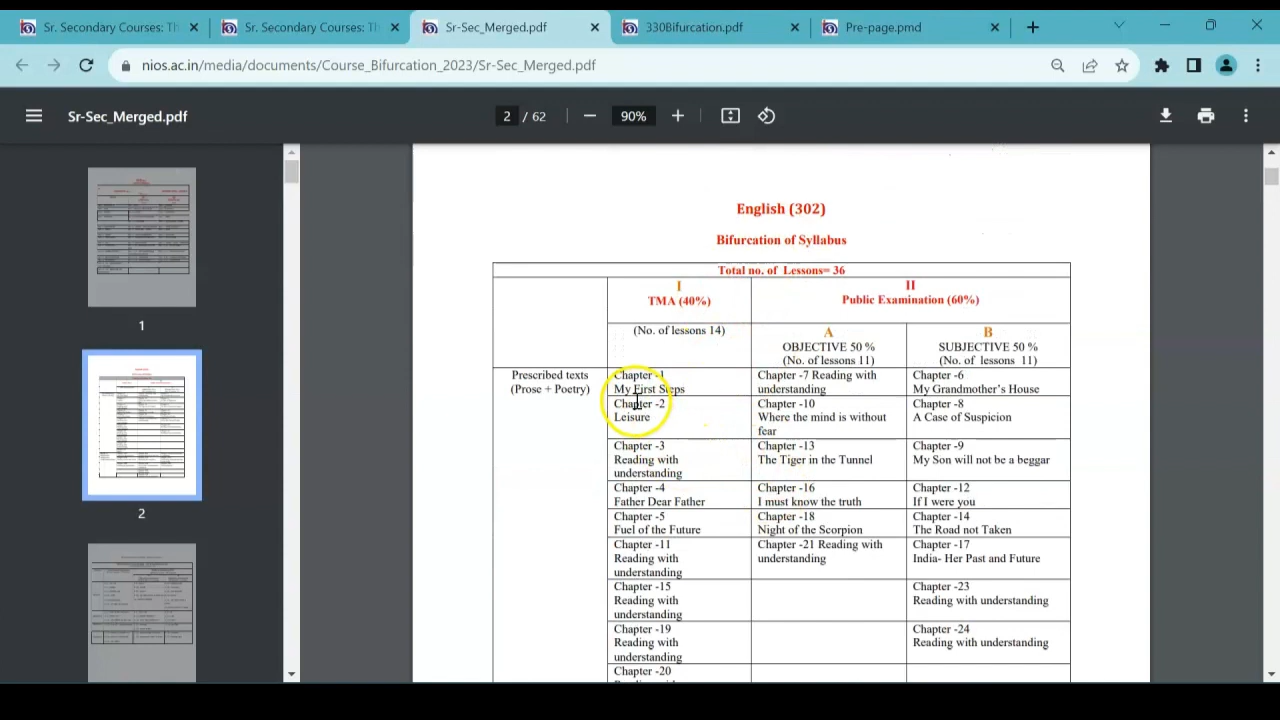 Sr. Secondary Courses: Th
Sr. Secondary Courses: Th
Sr-Sec_Merged.pdf
330Bifurcation.pdf
Pre-page.pmd
nios.ac.in/media/documents/Course_Bifurcation_2023/Sr-Sec_Merged.pdf
Sr-Sec_Merged.pdf
2 / 62
90%
1
2
English (302)
Bifurcation of Syllabus
Total no. of Lessons= 36
I
TMA (40%)
II
Public Examination (60%)
(No. of lessons 14)
A
OBJECTIVE 50 %
(No. of lessons 11)
B
SUBJECTIVE 50 %
(No. of lessons 11)
Prescribed texts
(Prose + Poetry)
Chapter -1
My First Steps
Chapter -7 Reading with
understanding
Chapter -6
My Grandmother's House
Chapter -2
Leisure
Chapter -10
Where the mind is without
fear
Chapter -8
A Case of Suspicion
Chapter -3
Reading with
understanding
Chapter -13
The Tiger in the Tunnel
Chapter -9
My Son will not be a beggar
Chapter -4
Father Dear Father
Chapter -16
I must know the truth
Chapter -12
If I were you
Chapter -5
Fuel of the Future
Chapter -18
Night of the Scorpion
Chapter -14
The Road not Taken
Chapter -11
Reading with
understanding
Chapter -21 Reading with
understanding
Chapter -17
India- Her Past and Future
Chapter -15
Reading with
understanding
Chapter -23
Reading with understanding
Chapter -19
Reading with
understanding
Chapter -24
Reading with understanding
Chapter -20